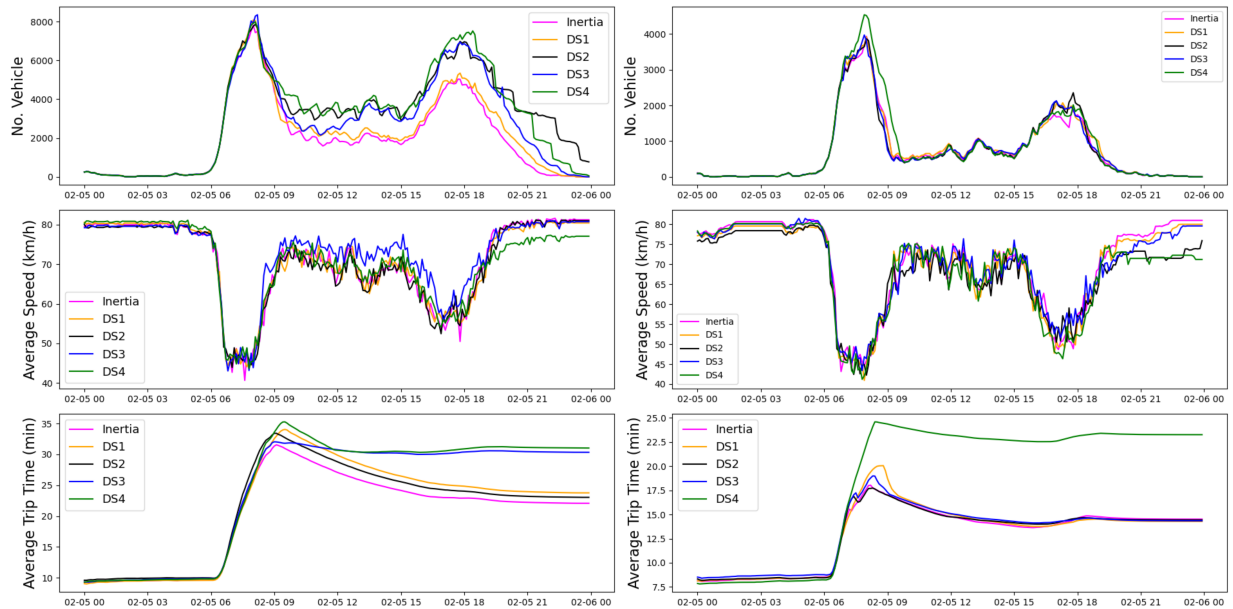 No. Vehicle
8000
6000
4000
2000
0
Inertia
DS1
DS2
DS3
DS4
02-05 00
02-05 03
02-05 06
02-05 09
02-05 12
02-05 15
02-05 18
02-05 21
02-06 00
No. Vehicle
4000
3000
2000
1000
0
Inertia
DS1
DS2
DS3
DS4
02-05 00
02-05 03
02-05 06
02-05 09
02-05 12
02-05 15
02-05 18
02-05 21
02-06 00
Average Speed (km/h)
80
70
60
50
40
Inertia
DS1
DS2
DS3
DS4
02-05 00
02-05 03
02-05 06
02-05 09
02-05 12
02-05 15
02-05 18
02-05 21
02-06 00
Average Speed (km/h)
80
75
70
65
60
55
50
45
40
Inertia
DS1
DS2
DS3
DS4
02-05 00
02-05 03
02-05 06
02-05 09
02-05 12
02-05 15
02-05 18
02-05 21
02-06 00
Average Trip Time (min)
35
30
25
20
15
10
Inertia
DS1
DS2
DS3
DS4
02-05 00
02-05 03
02-05 06
02-05 09
02-05 12
02-05 15
02-05 18
02-05 21
02-06 00
Average Trip Time (min)
25.0
22.5
20.0
17.5
15.0
12.5
10.0
7.5
Inertia
DS1
DS2
DS3
DS4
02-05 00
02-05 03
02-05 06
02-05 09
02-05 12
02-05 15
02-05 18
02-05 21
02-06 00